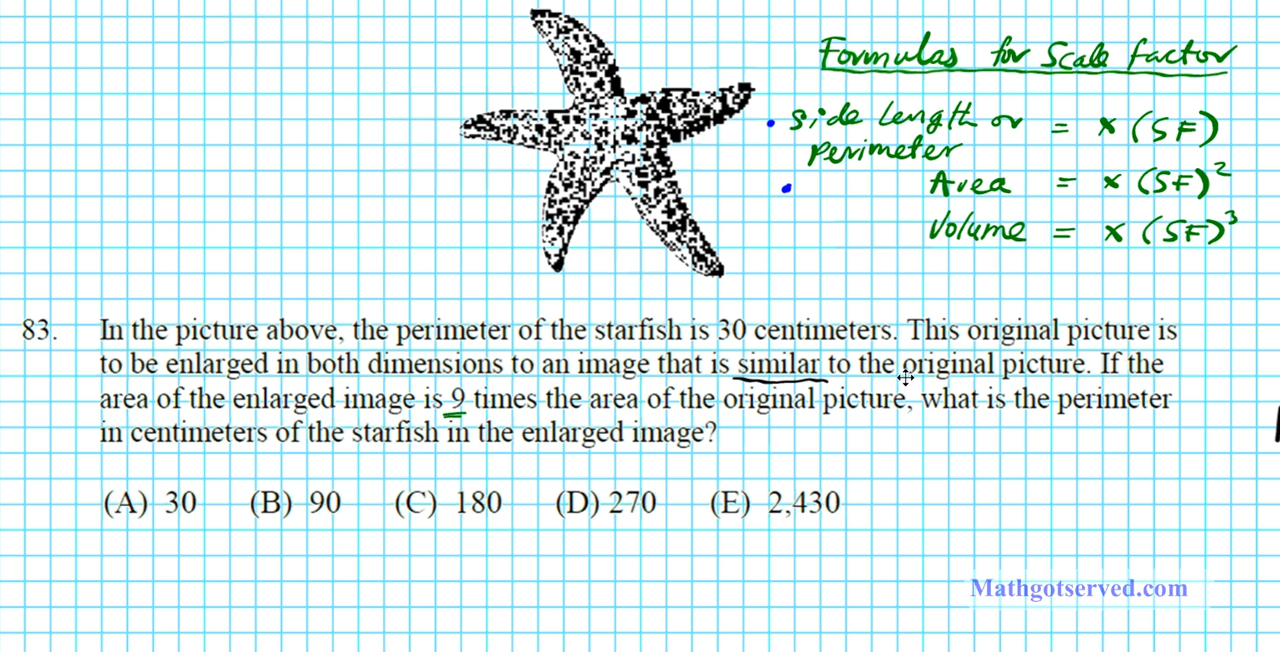 Formulas for Scale factor
• side length or = × (SF)
perimeter
• Area = × (SF)²
Volume = × (SF)³
83. In the picture above, the perimeter of the starfish is 30 centimeters. This original picture is
to be enlarged in both dimensions to an image that is similar to the original picture. If the
area of the enlarged image is 9 times the area of the original picture, what is the perimeter
in centimeters of the starfish in the enlarged image?
(A) 30 (B) 90 (C) 180 (D) 270 (E) 2,430
Mathgotserved.com